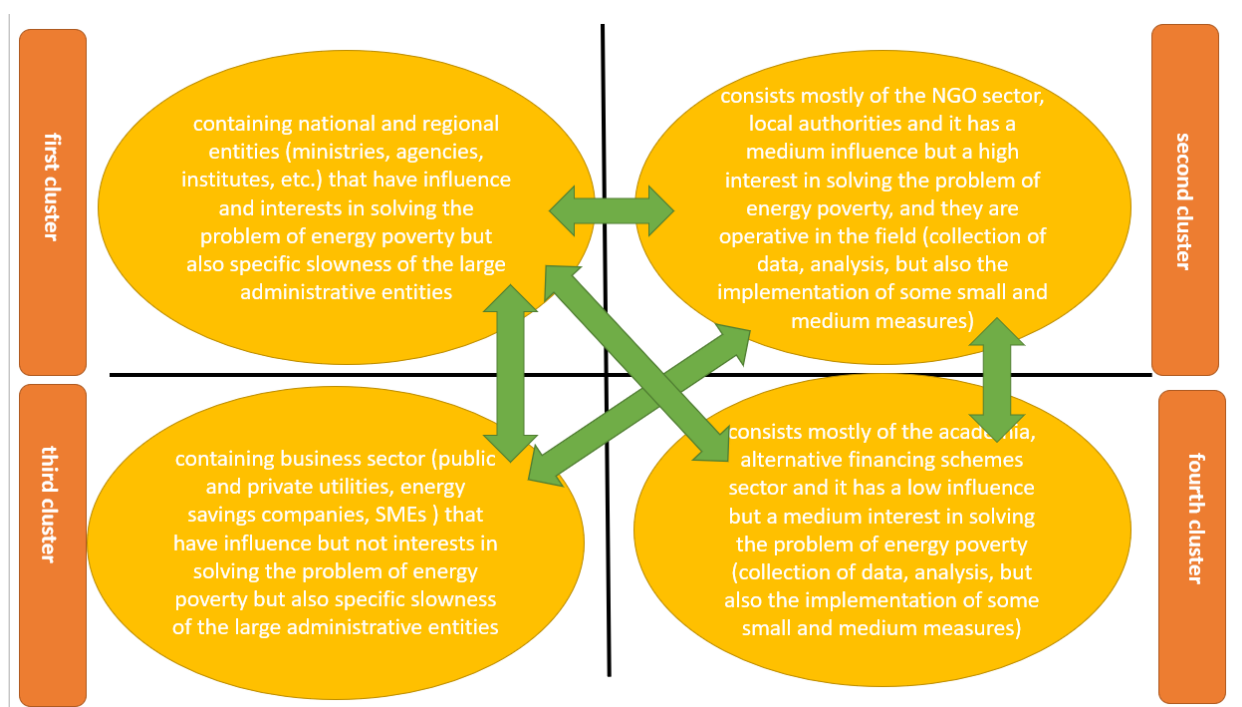 first cluster
containing national and regional
entities (ministries, agencies,
institutes, etc.) that have influence
and interests in solving the
problem of energy poverty but
also specific slowness of the large
administrative entities
consists mostly of the NGO sector,
local authorities and it has a
medium influence but a high
interest in solving the problem of
energy poverty, and they are
operative in the field (collection of
data, analysis, but also the
implementation of some small and
medium measures)
second cluster
third cluster
containing business sector (public
and private utilities, energy
savings companies, SMEs ) that
have influence but not interests in
solving the problem of energy
poverty but also specific slowness
of the large administrative entities
consists mostly of the academia,
alternative financing schemes
sector and it has a low influence
but a medium interest in solving
the problem of energy poverty
(collection of data, analysis, but
also the implementation of some
small and medium measures)
fourth cluster